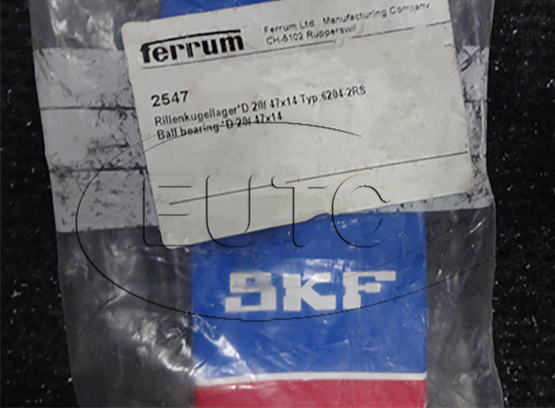 ferrum
Ferrum Ltd., Manufacturing Company
CH-5102 Rupperswil
2547
Rillenkugellager*D 20/ 47x14 Typ:6204-2RS
Ball bearing *D 20/ 47x14
EUTC
SKF